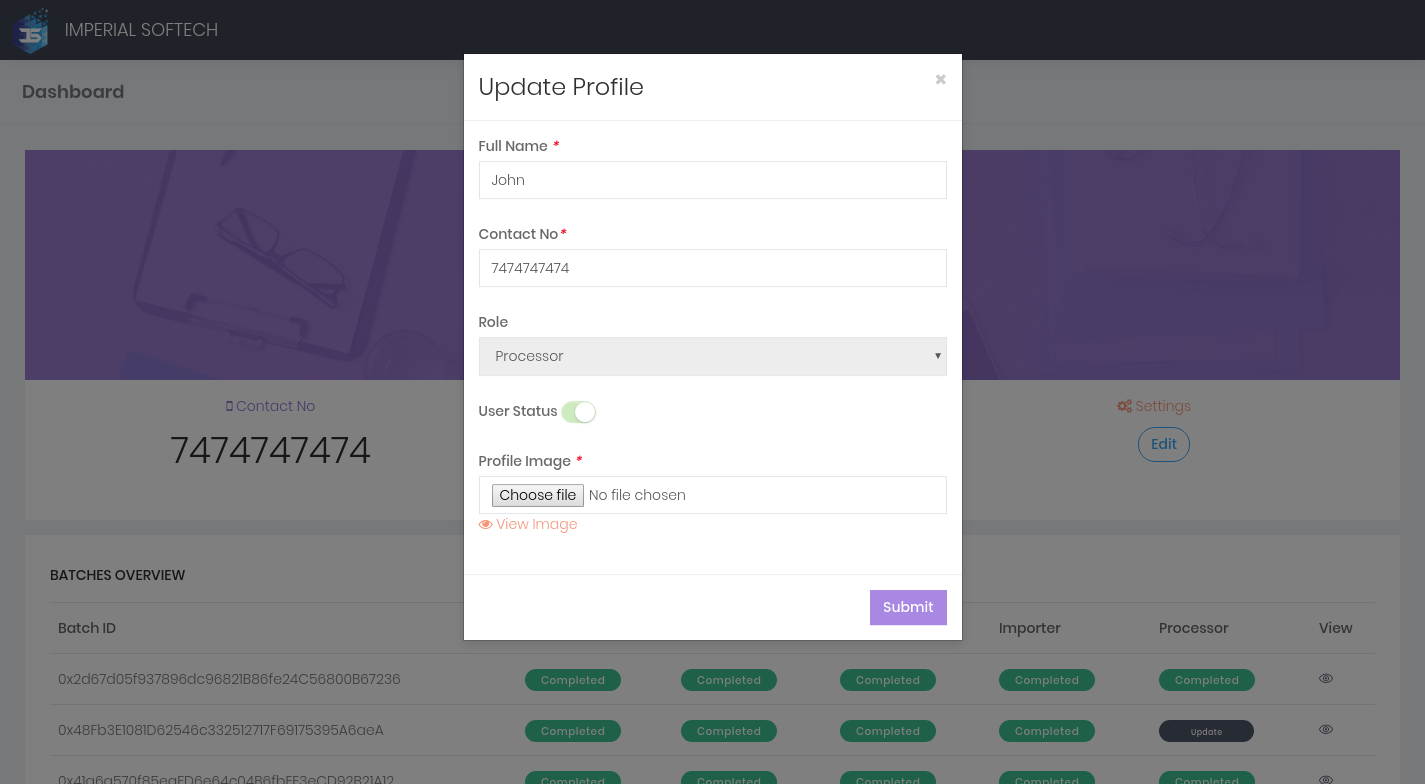 IMPERIAL SOFTECH
Dashboard
Update Profile
×
Full Name *
John
Contact No *
7474747474
Role
Processor
User Status
Profile Image *
Choose file No file chosen
View Image
Submit
Contact No
7474747474
Settings
Edit
BATCHES OVERVIEW
Batch ID Importer Processor View
0x2d67d05f937896dc96821B86fe24C56800B67236 Completed Completed Completed Completed Completed
0x48Fb3E1081D62546c332512717F69175395A6aeA Completed Completed Completed Completed Update
Completed Completed Completed Completed Completed